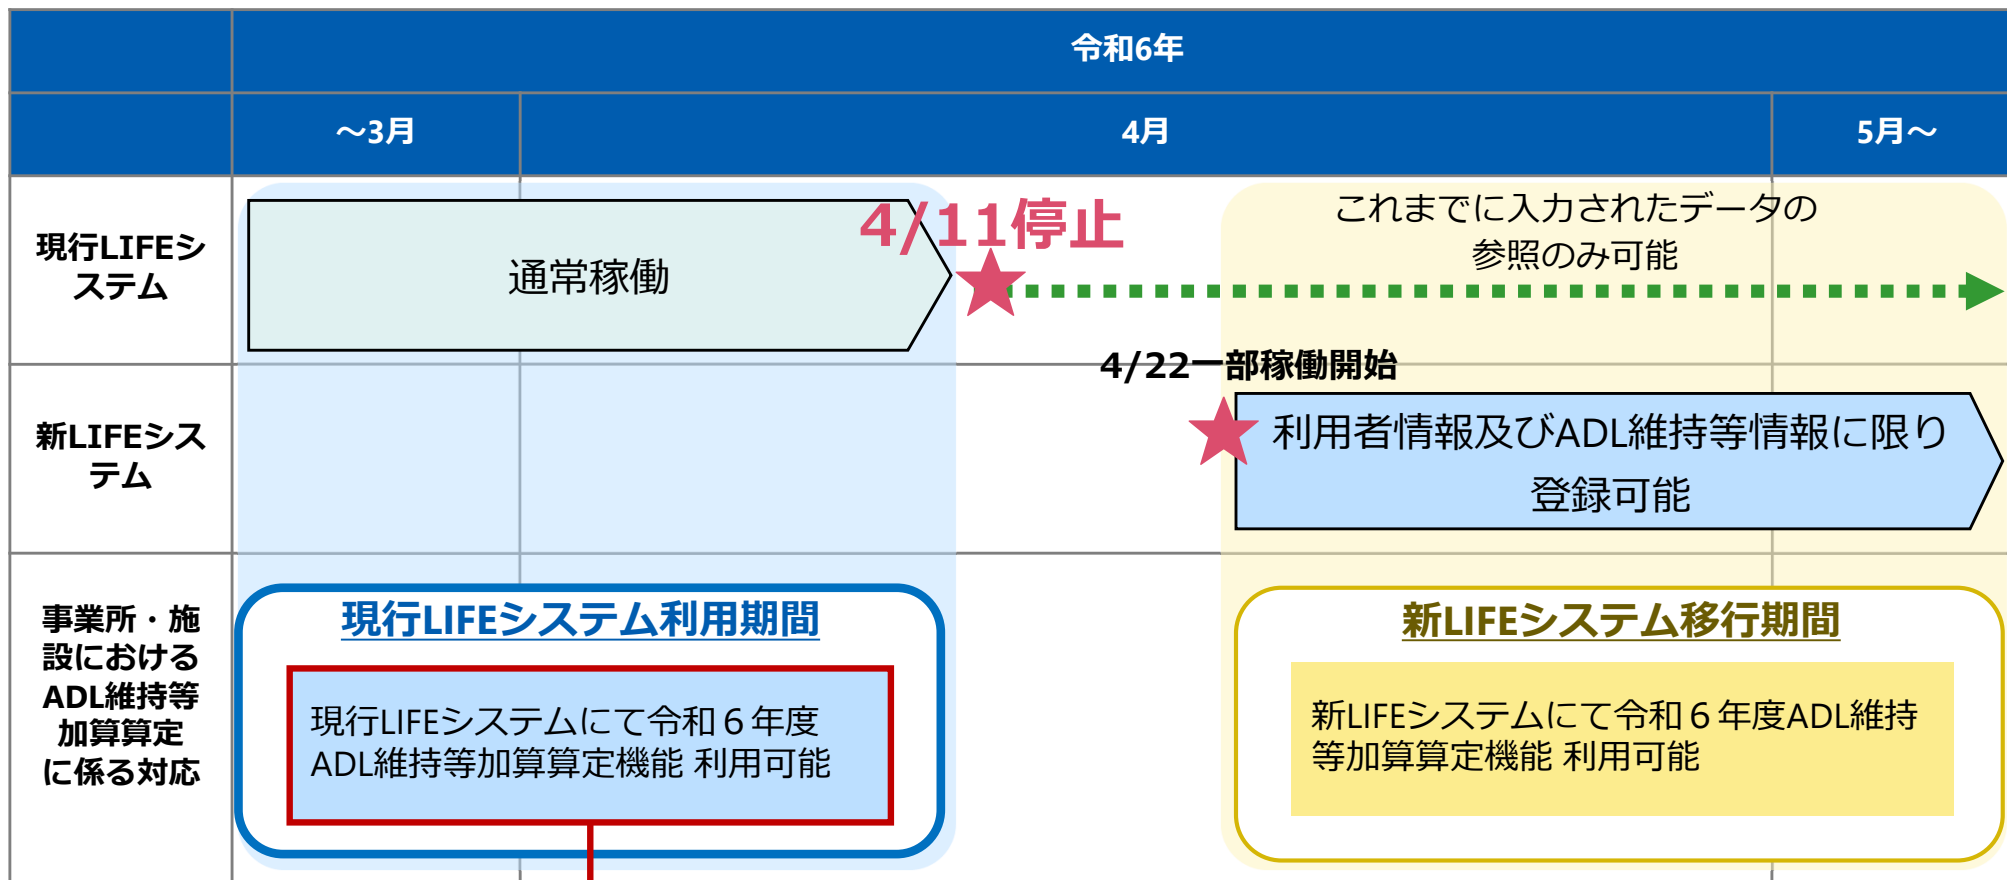 令和6年
～3月
4月
5月～
現行LIFEシ
ステム
通常稼働
4/11停止
これまでに入力されたデータの
参照のみ可能
新LIFEシス
テム
4/22一部稼働開始
利用者情報及びADL維持等情報に限り
登録可能
事業所・施
設における
ADL維持等
加算算定
に係る対応
現行LIFEシステム利用期間
現行LIFEシステムにて令和６年度
ADL維持等加算算定機能 利用可能
新LIFEシステム移行期間
新LIFEシステムにて令和６年度ADL維持
等加算算定機能 利用可能